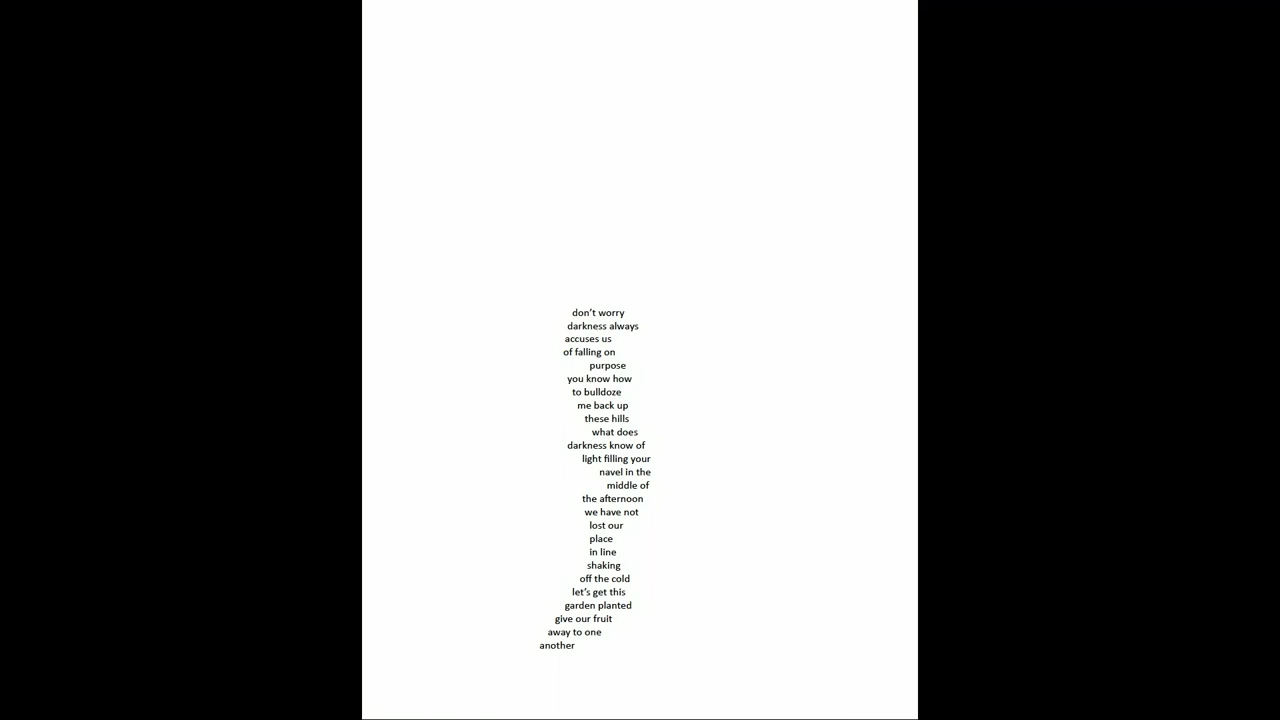 don’t worry
darkness always
accuses us
of falling on
purpose
you know how
to bulldoze
me back up
these hills
what does
darkness know of
light filling your
navel in the
middle of
the afternoon
we have not
lost our
place
in line
shaking
off the cold
let’s get this
garden planted
give our fruit
away to one
another